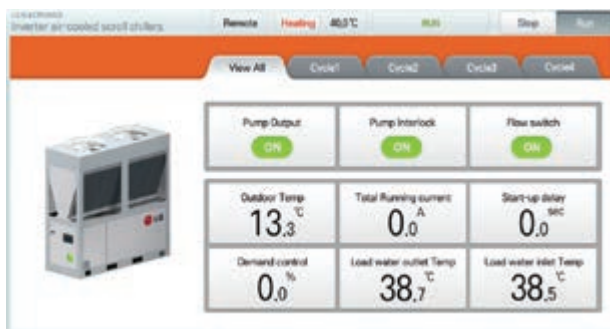 Inverter air-cooled scroll chillers
Remote Heating 40.0°C RUN Stop Run
View All Cycle1 Cycle2 Cycle3 Cycle4
Pump Output Pump Interlock Flow switch
ON ON ON
Outdoor Temp Total Running current Start-up delay
13.3 °C 0.0 A 0.0 sec
Demand control Load water outlet Temp Load water inlet Temp
0.0 % 38.7 °C 38.5 °C
LG